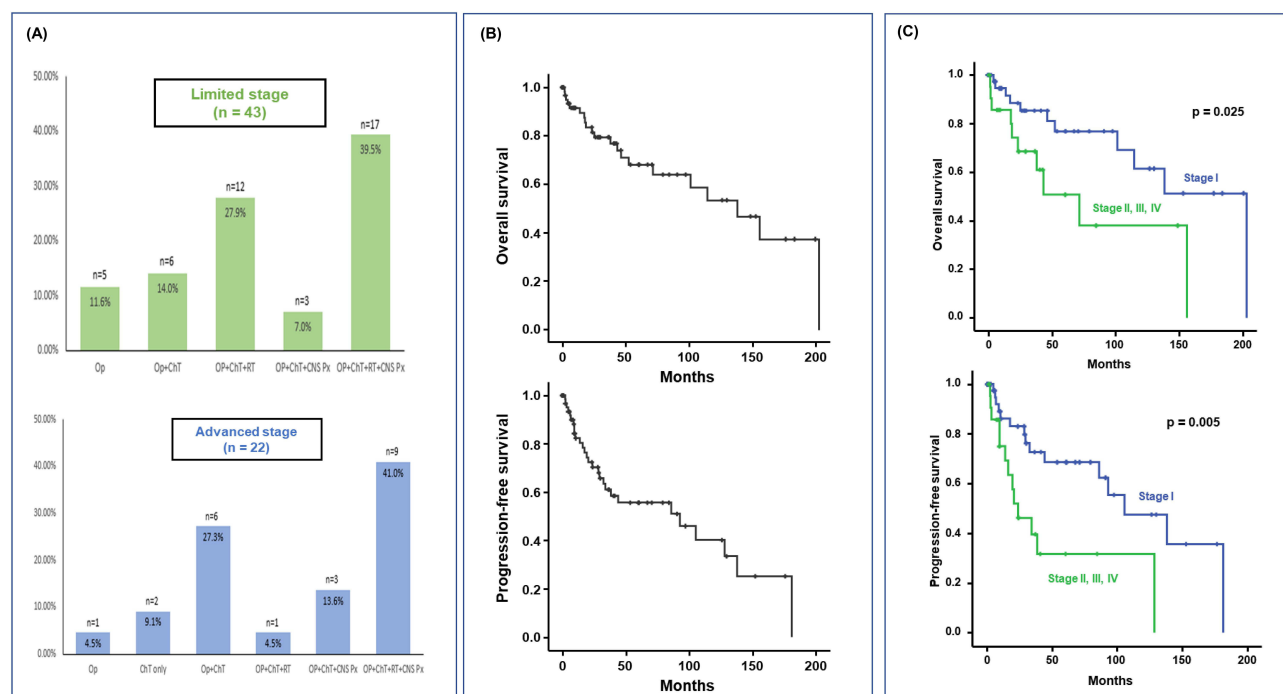 (A)
50.00%
40.00%
30.00%
20.00%
10.00%
00.00%
Limited stage
(n = 43)
n=5
11.6%
n=6
14.0%
n=12
27.9%
n=3
7.0%
n=17
39.5%
Op
Op+ChT
OP+ChT+RT
OP+ChT+CNS Px
OP+ChT+RT+CNS Px
50.00%
40.00%
30.00%
20.00%
10.00%
00.00%
Advanced stage
(n = 22)
n=1
4.5%
n=2
9.1%
n=6
27.3%
n=1
4.5%
n=3
13.6%
n=9
41.0%
Op
ChT only
Op+ChT
OP+ChT+RT
OP+ChT+CNS Px
OP+ChT+RT+CNS Px
(B)
Overall survival
1.0
0.8
0.6
0.4
0.2
0.0
0 50 100 150 200
Months
Progression-free survival
1.0
0.8
0.6
0.4
0.2
0.0
0 50 100 150 200
Months
(C)
Overall survival
1.0
0.8
0.6
0.4
0.2
0.0
p = 0.025
Stage I
Stage II, III, IV
0 50 100 150 200
Months
Progression-free survival
1.0
0.8
0.6
0.4
0.2
0.0
p = 0.005
Stage I
Stage II, III, IV
0 50 100 150 200
Months